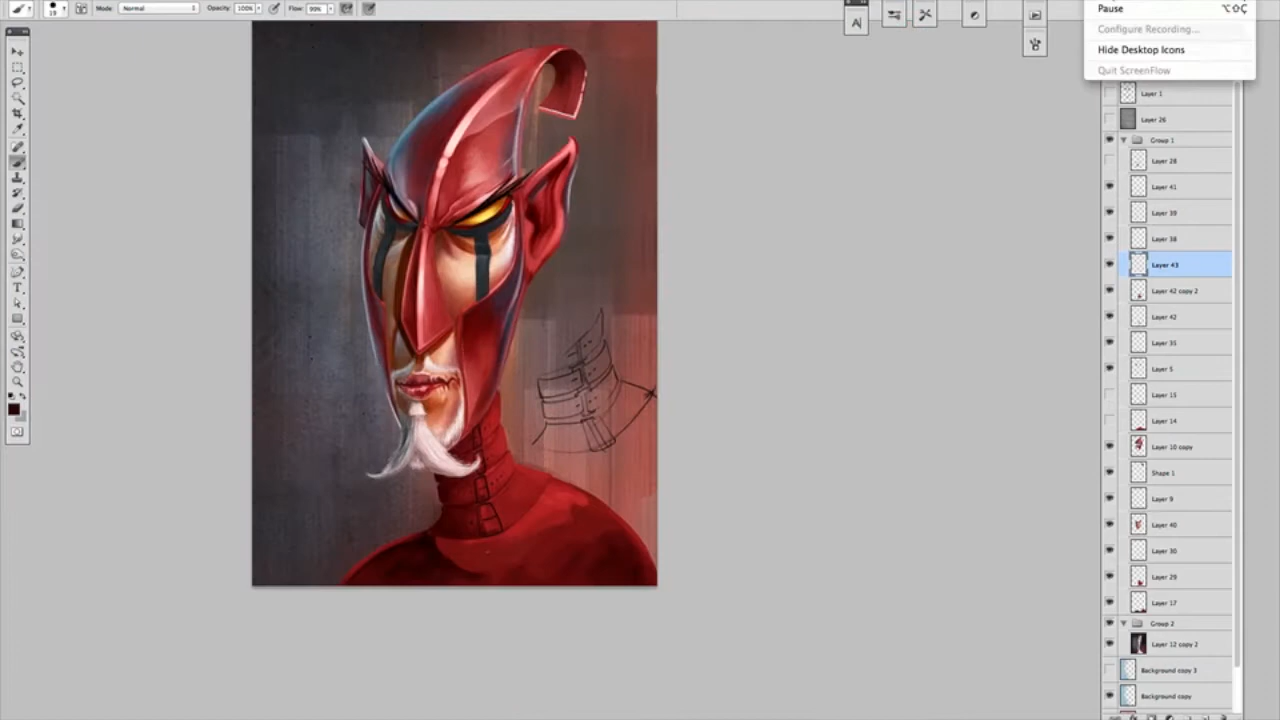 Mode: Normal Opacity: 100% Flow: 99%
19
Pause ⌥⇧Ç
Configure Recording...
Hide Desktop Icons
Quit ScreenFlow
A|
T
Layer 1
Layer 26
Group 1
Layer 28
Layer 41
Layer 39
Layer 38
Layer 43
Layer 42 copy 2
Layer 42
Layer 35
Layer 5
Layer 15
Layer 14
Layer 10 copy
Shape 1
Layer 9
Layer 40
Layer 30
Layer 29
Layer 17
Group 2
Layer 12 copy 2
Background copy 3
Background copy